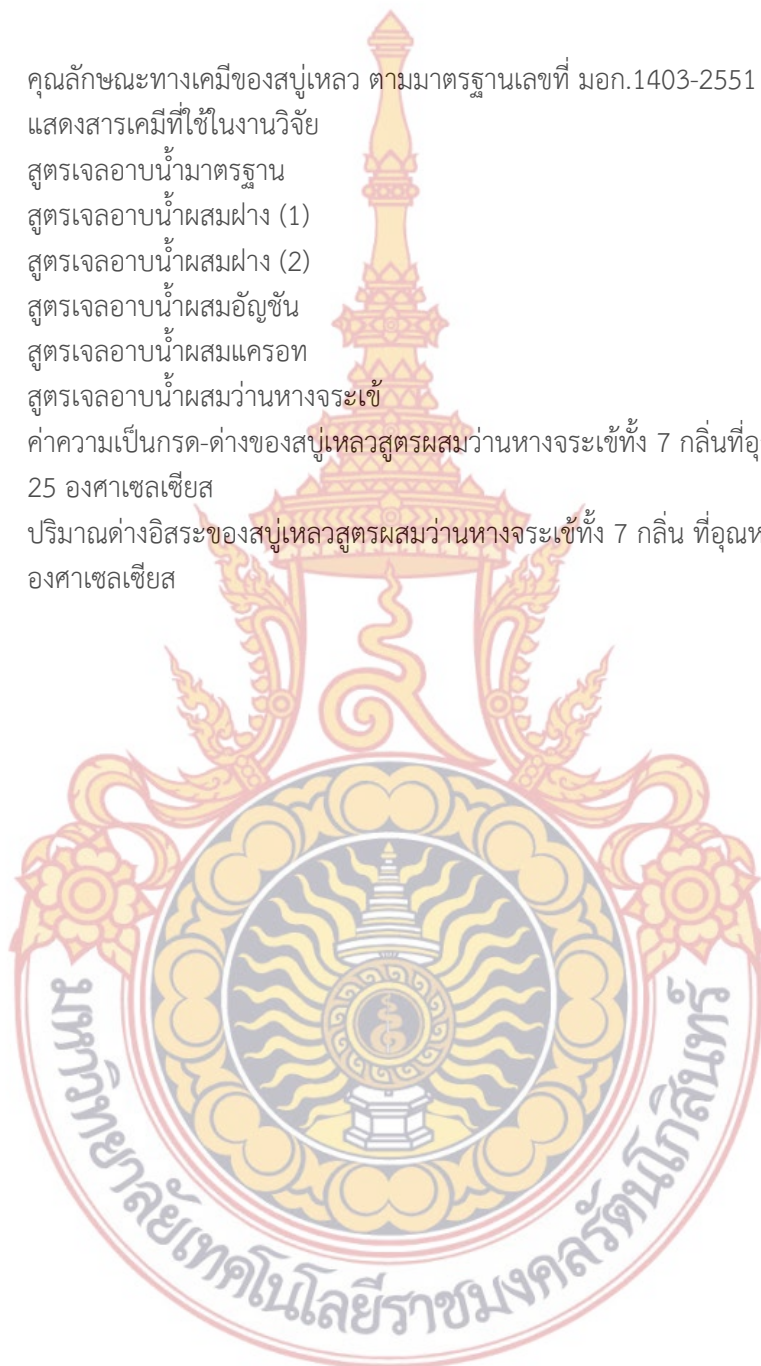 คุณลักษณะทางเคมีของสบู่เหลว ตามมาตรฐานเลขที่ มอก.1403-2551
แสดงสารเคมีที่ใช้ในงานวิจัย
สูตรเจลอาบน้ำมาตรฐาน
สูตรเจลอาบน้ำผสมฝาง (1)
สูตรเจลอาบน้ำผสมฝาง (2)
สูตรเจลอาบน้ำผสมอัญชัน
สูตรเจลอาบน้ำผสมแครอท
สูตรเจลอาบน้ำผสมว่านหางจระเข้
ค่าความเป็นกรด-ด่างของสบู่เหลวสูตรผสมว่านหางจระเข้ทั้ง 7 กลิ่นที่อุ
25 องศาเซลเซียส
ปริมาณด่างอิสระของสบู่เหลวสูตรผสมว่านหางจระเข้ทั้ง 7 กลิ่น ที่อุณห
องศาเซลเซียส
มหาวิทยาลัยเทคโนโลยีราชมงคลรัตนโกสินทร์